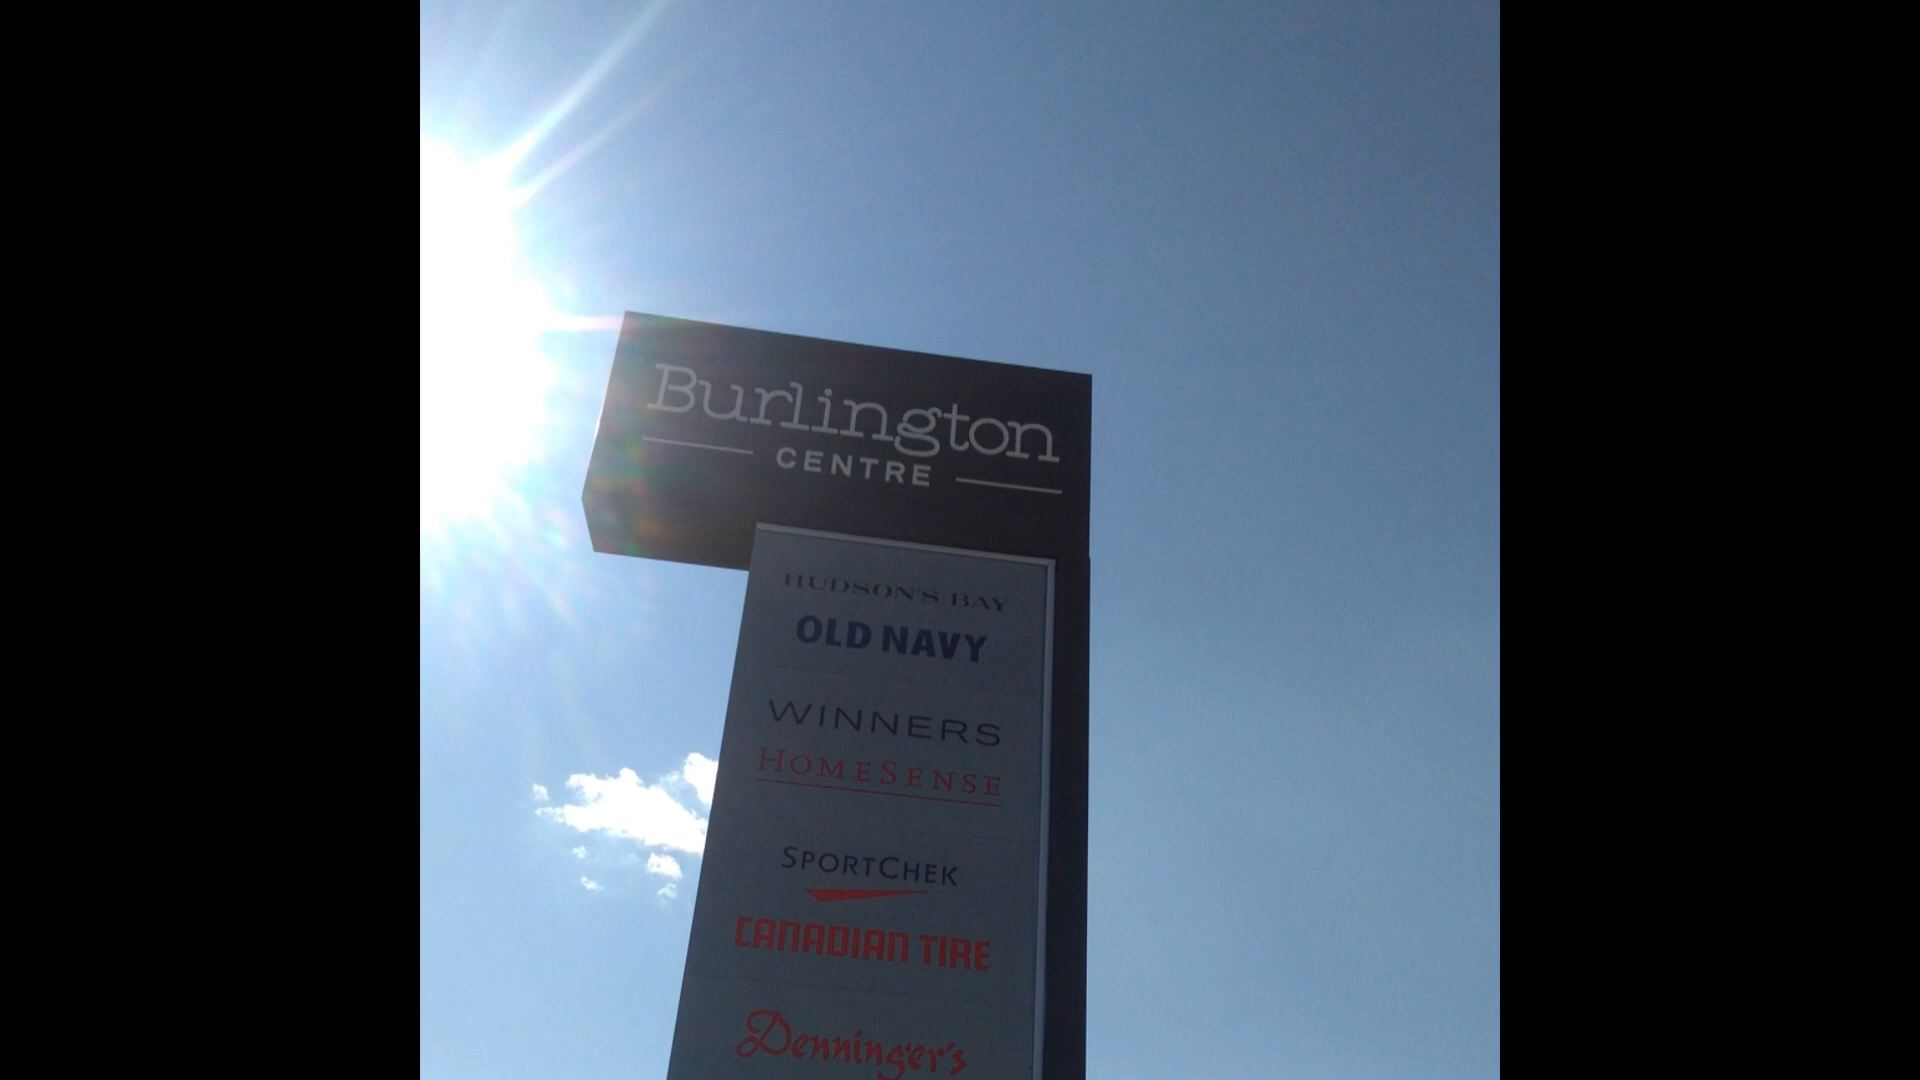 Burlington
CENTRE
HUDSON'S BAY
OLD NAVY
WINNERS
HOMESENSE
SPORTCHEK
CANADIAN TIRE
Denninger's